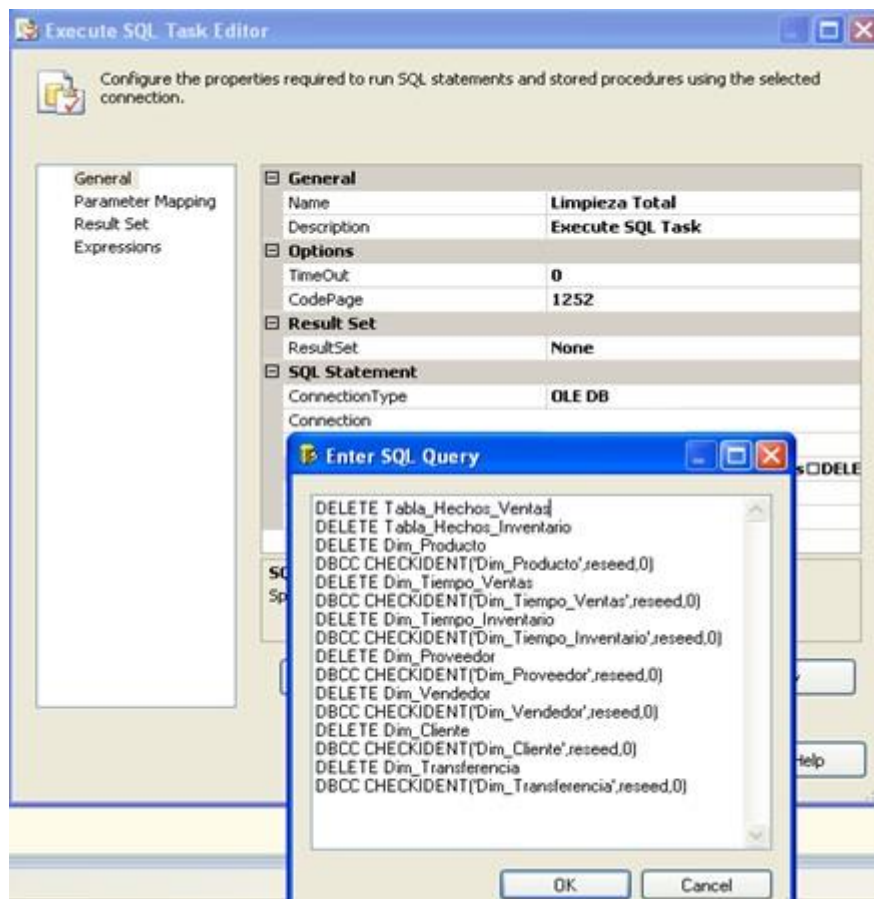 Execute SQL Task Editor
Configure the properties required to run SQL statements and stored procedures using the selected
connection.
General
Parameter Mapping
Result Set
Expressions
General
Name Limpieza Total
Description Execute SQL Task
Options
TimeOut 0
CodePage 1252
Result Set
ResultSet None
SQL Statement
ConnectionType OLE DB
Connection
Enter SQL Query
DELETE Tabla_Hechos_Ventas
DELETE Tabla_Hechos_Inventario
DELETE Dim_Producto
DBCC CHECKIDENT('Dim_Producto',reseed,0)
DELETE Dim_Tiempo_Ventas
DBCC CHECKIDENT('Dim_Tiempo_Ventas',reseed,0)
DELETE Dim_Tiempo_Inventario
DBCC CHECKIDENT('Dim_Tiempo_Inventario',reseed,0)
DELETE Dim_Proveedor
DBCC CHECKIDENT('Dim_Proveedor',reseed,0)
DELETE Dim_Vendedor
DBCC CHECKIDENT('Dim_Vendedor',reseed,0)
DELETE Dim_Cliente
DBCC CHECKIDENT('Dim_Cliente',reseed,0)
DELETE Dim_Transferencia
DBCC CHECKIDENT('Dim_Transferencia',reseed,0)
OK Cancel
s□DELE
SQ
Sp
Help